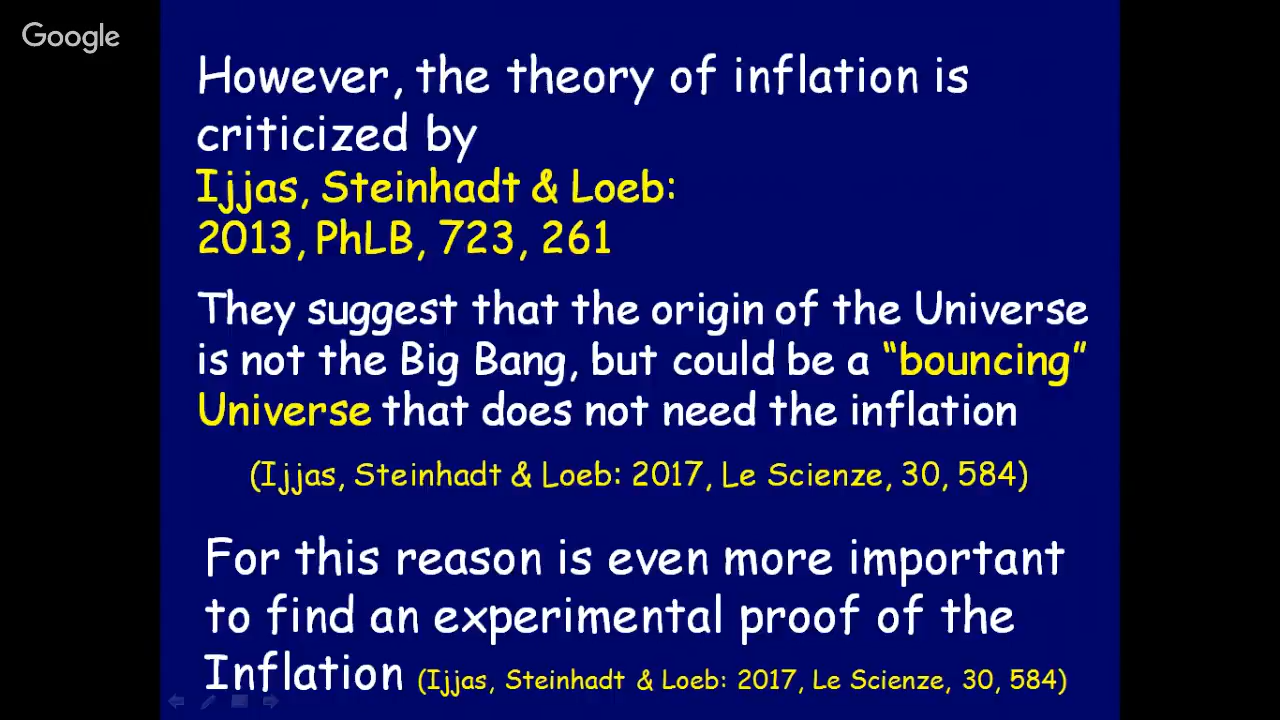 Google
However, the theory of inflation is
criticized by
Ijjas, Steinhadt & Loeb:
2013, PhLB, 723, 261
They suggest that the origin of the Universe
is not the Big Bang, but could be a “bouncing”
Universe that does not need the inflation
(Ijjas, Steinhadt & Loeb: 2017, Le Scienze, 30, 584)
For this reason is even more important
to find an experimental proof of the
Inflation (Ijjas, Steinhadt & Loeb: 2017, Le Scienze, 30, 584)